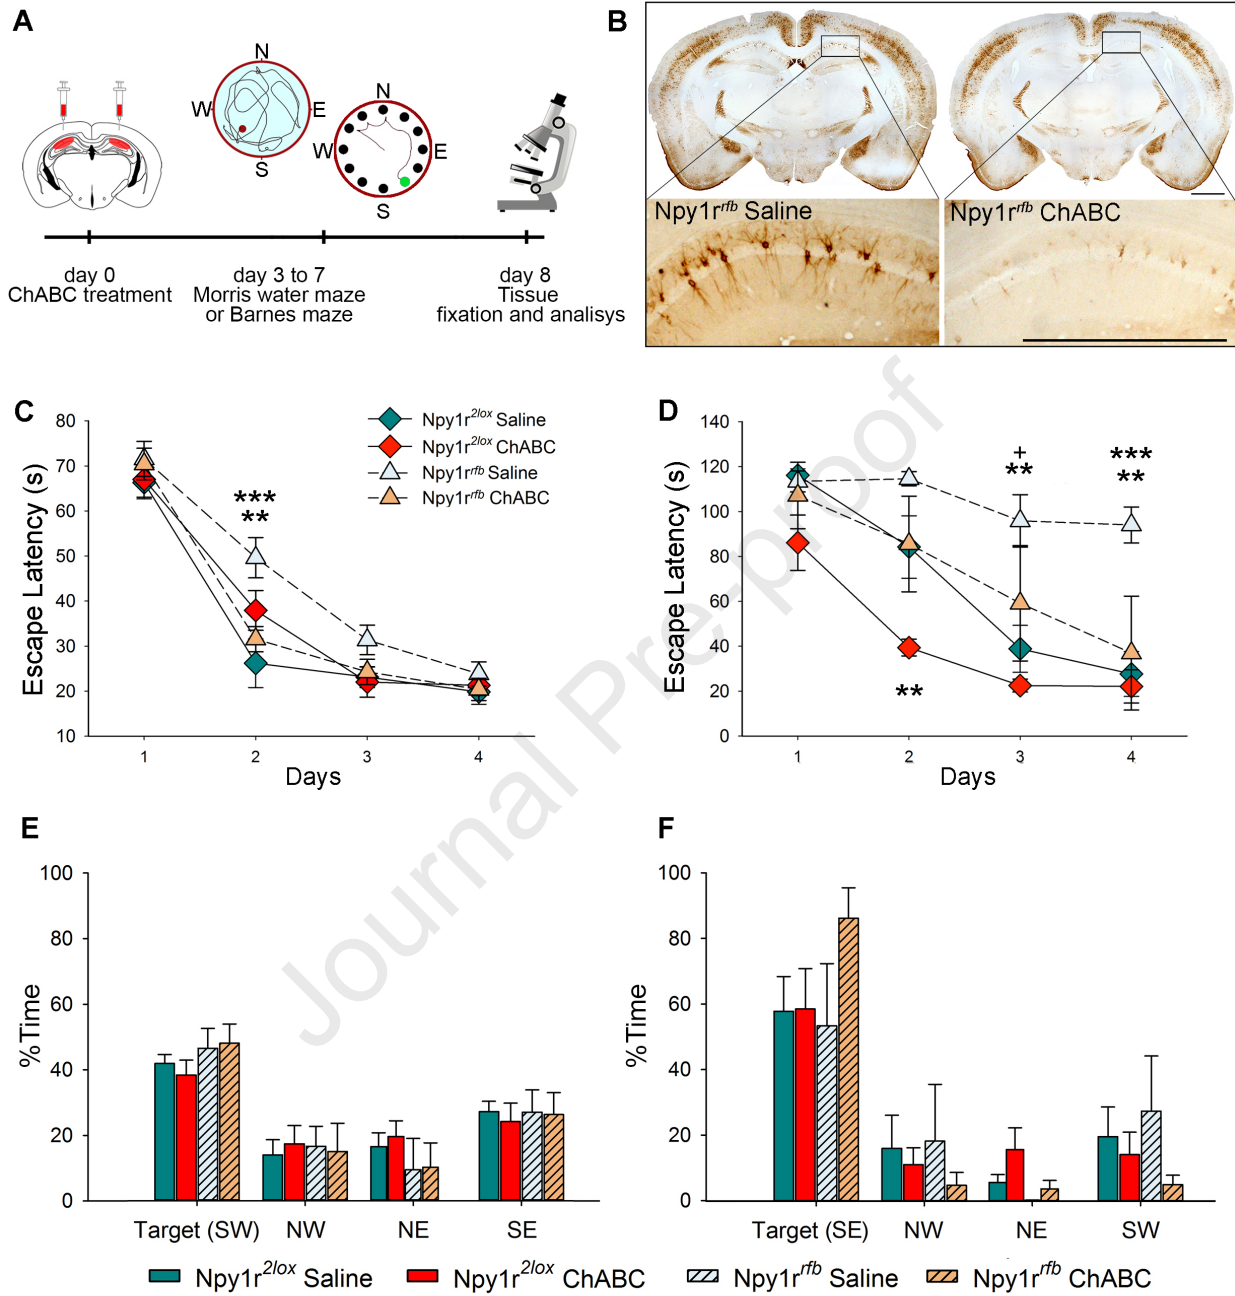 A
N
W
E
S
N
W
E
S
day 0
ChABC treatment
day 3 to 7
Morris water maze
or Barnes maze
day 8
Tissue
fixation and analisys
B
Npy1r^rfb Saline
Npy1r^rfb ChABC
C
80
70
60
50
40
30
20
10
Escape Latency (s)
***
**
Npy1r^2lox Saline
Npy1r^2lox ChABC
Npy1r^rfb Saline
Npy1r^rfb ChABC
1 2 3 4
Days
D
140
120
100
80
60
40
20
0
Escape Latency (s)
+
**
***
**
**
1 2 3 4
Days
Journal Pre-proof
E
100
80
60
40
20
0
%Time
Target (SW) NW NE SE
F
100
80
60
40
20
0
%Time
Target (SE) NW NE SW
Npy1r^2lox Saline Npy1r^2lox ChABC Npy1r^rfb Saline Npy1r^rfb ChABC